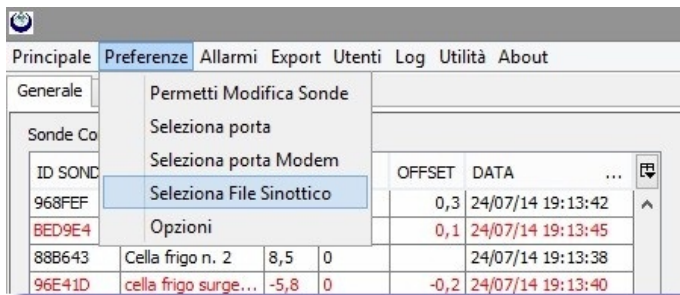 Principale Preferenze Allarmi Export Utenti Log Utilità About
Generale
Permetti Modifica Sonde
Seleziona porta
Seleziona porta Modem
Seleziona File Sinottico
Opzioni
Sonde Co
ID SOND OFFSET DATA ...
968FEF 0,3 24/07/14 19:13:42
BED9E4 0,1 24/07/14 19:13:45
88B643 Cella frigo n. 2 8,5 0 24/07/14 19:13:38
96E41D cella frigo surge... -5,8 0 -0,2 24/07/14 19:13:40